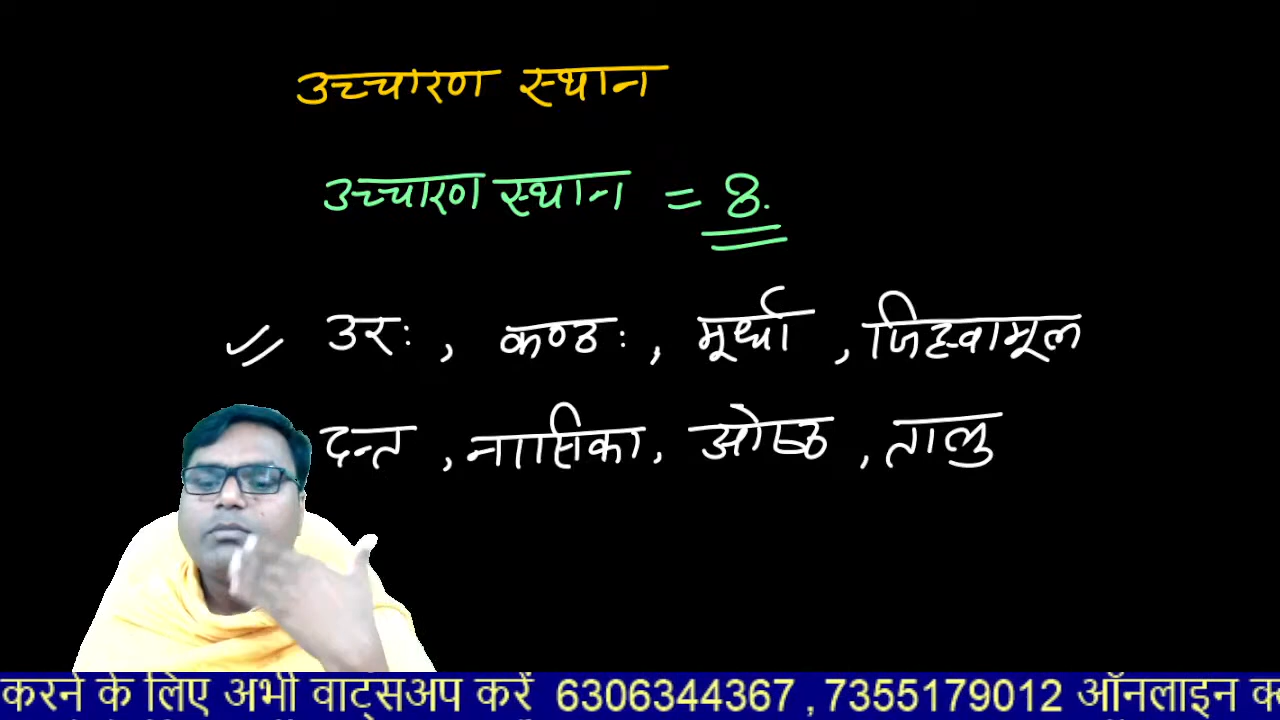 उच्चारण स्थान
उच्चारण स्थान = 8.
उरः, कण्ठः, मूर्धा, जिह्वामूल
दन्त, नासिका, ओष्ठ, तालु
करने के लिए अभी वाट्सअप करें 6306344367 , 7355179012 ऑनलाइन क